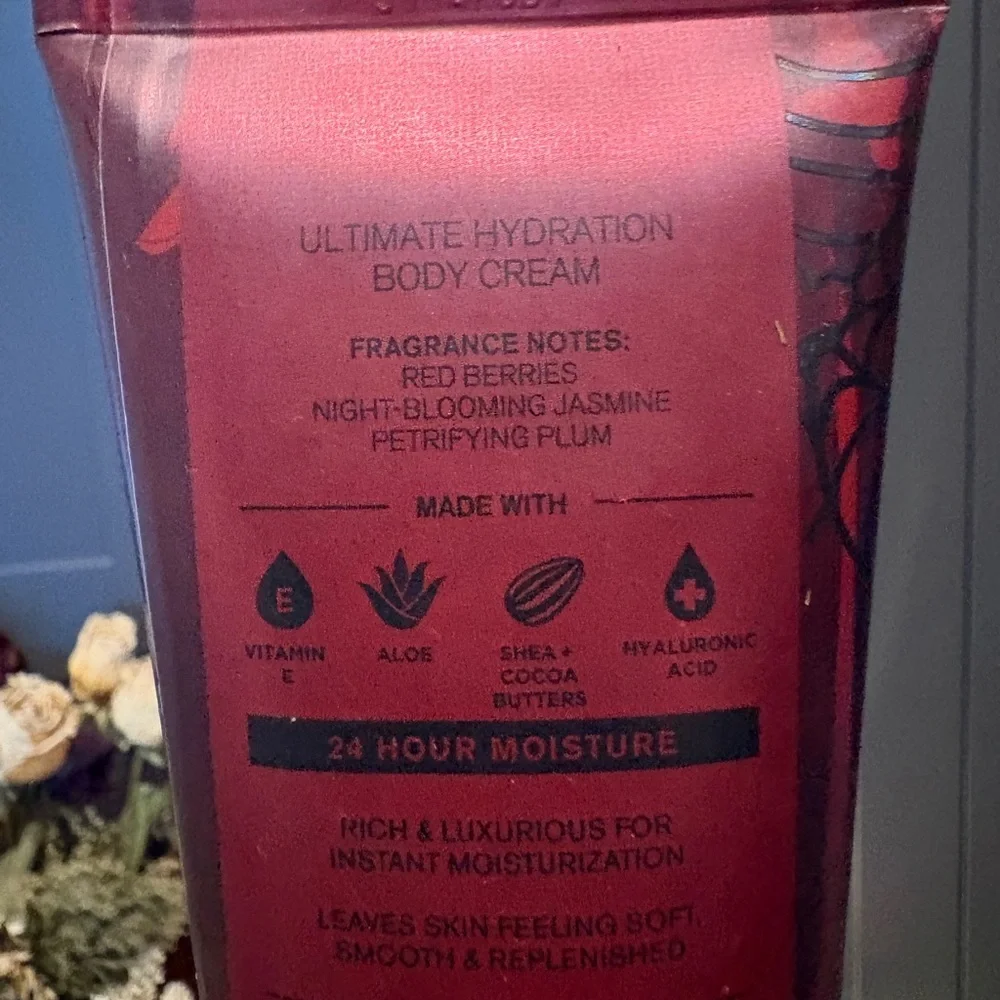 ULTIMATE HYDRATION
BODY CREAM
FRAGRANCE NOTES:
RED BERRIES
NIGHT-BLOOMING JASMINE
PETRIFYING PLUM
MADE WITH
E
VITAMIN
E
ALOE
SHEA +
COCOA
BUTTERS
HYALURONIC
ACID
24 HOUR MOISTURE
RICH & LUXURIOUS FOR
INSTANT MOISTURIZATION
LEAVES SKIN FEELING SOFT,
SMOOTH & REPLENISHED